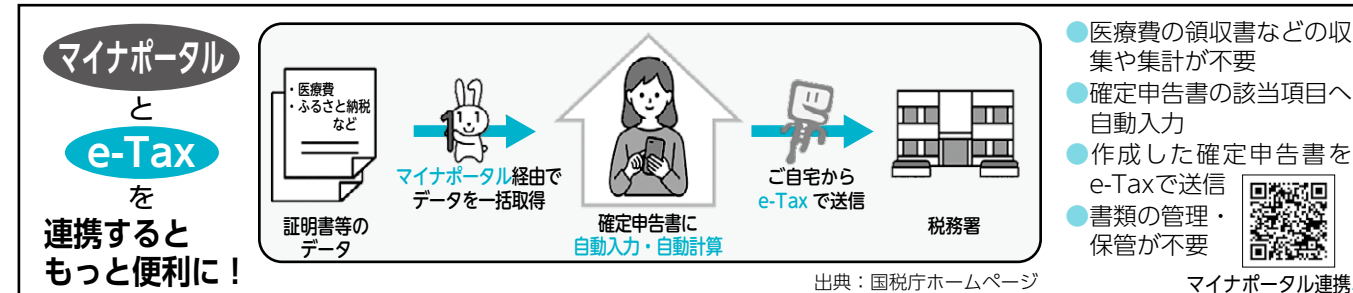 マイナポータル
と
e-Tax
を
連携すると
もっと便利に！
・医療費
・ふるさと納税
など
証明書等の
データ
マイナポータル経由で
データを一括取得
確定申告書に
自動入力・自動計算
ご自宅から
e-Tax で送信
税務署
出典：国税庁ホームページ
●医療費の領収書などの収
集や集計が不要
●確定申告書の該当項目へ
自動入力
●作成した確定申告書を
e-Taxで送信
●書類の管理・
保管が不要
マイナポータル連携